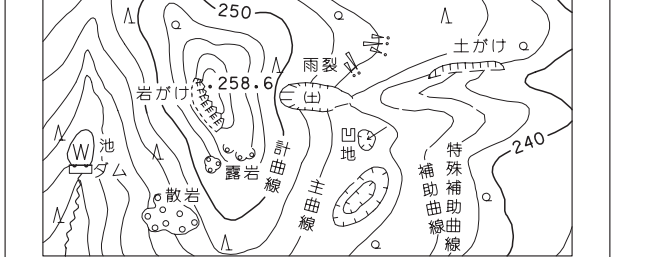 250
土がけ
雨裂
岩がけ
.258.6
(土)
凹地
240
W
池
ダム
露岩
計曲線
主曲線
補助曲線
特殊補助曲線
散岩